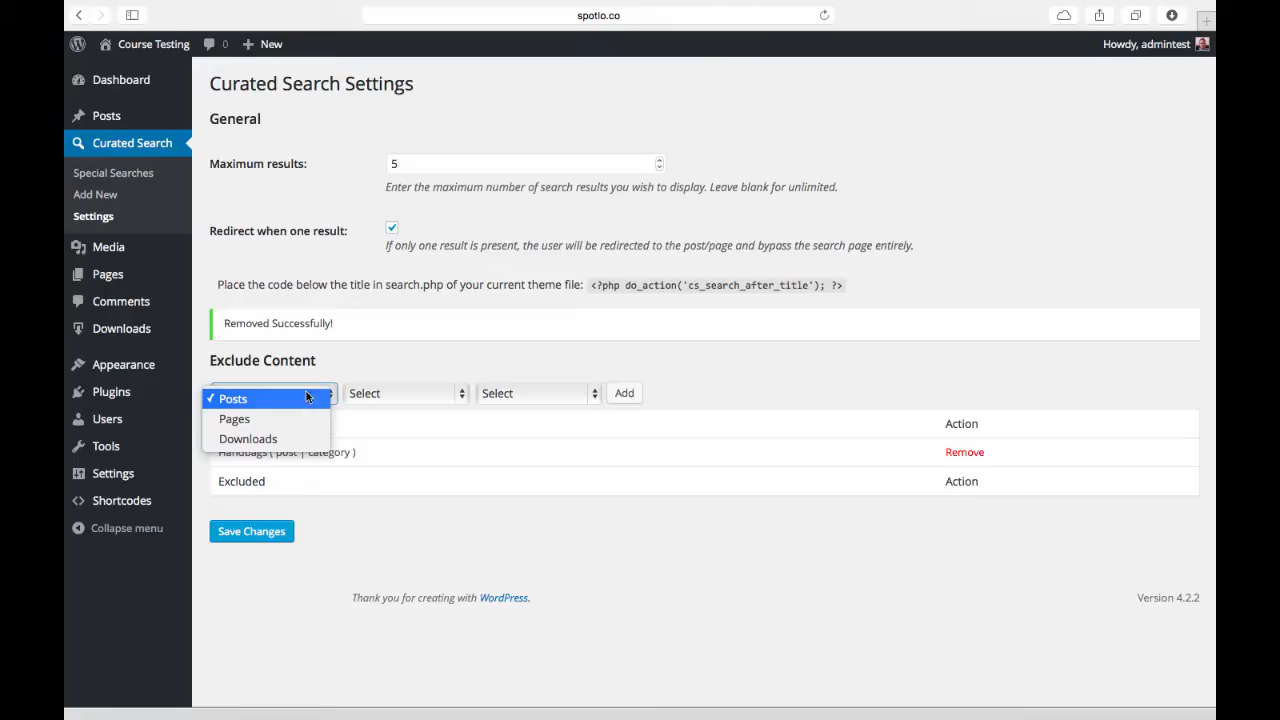 spotlo.co
Course Testing
0
New
Howdy, admintest
Dashboard
Posts
Curated Search
Special Searches
Add New
Settings
Media
Pages
Comments
Downloads
Appearance
Plugins
Users
Tools
Settings
Shortcodes
Collapse menu
Curated Search Settings
General
Maximum results:
5
Enter the maximum number of search results you wish to display. Leave blank for unlimited.
Redirect when one result:
If only one result is present, the user will be redirected to the post/page and bypass the search page entirely.
Place the code below the title in search.php of your current theme file: <?php do_action('cs_search_after_title'); ?>
Removed Successfully!
Exclude Content
Posts
Pages
Downloads
Select
Select
Add
Action
Handbags ( post | category )
Remove
Excluded
Action
Save Changes
Thank you for creating with WordPress.
Version 4.2.2